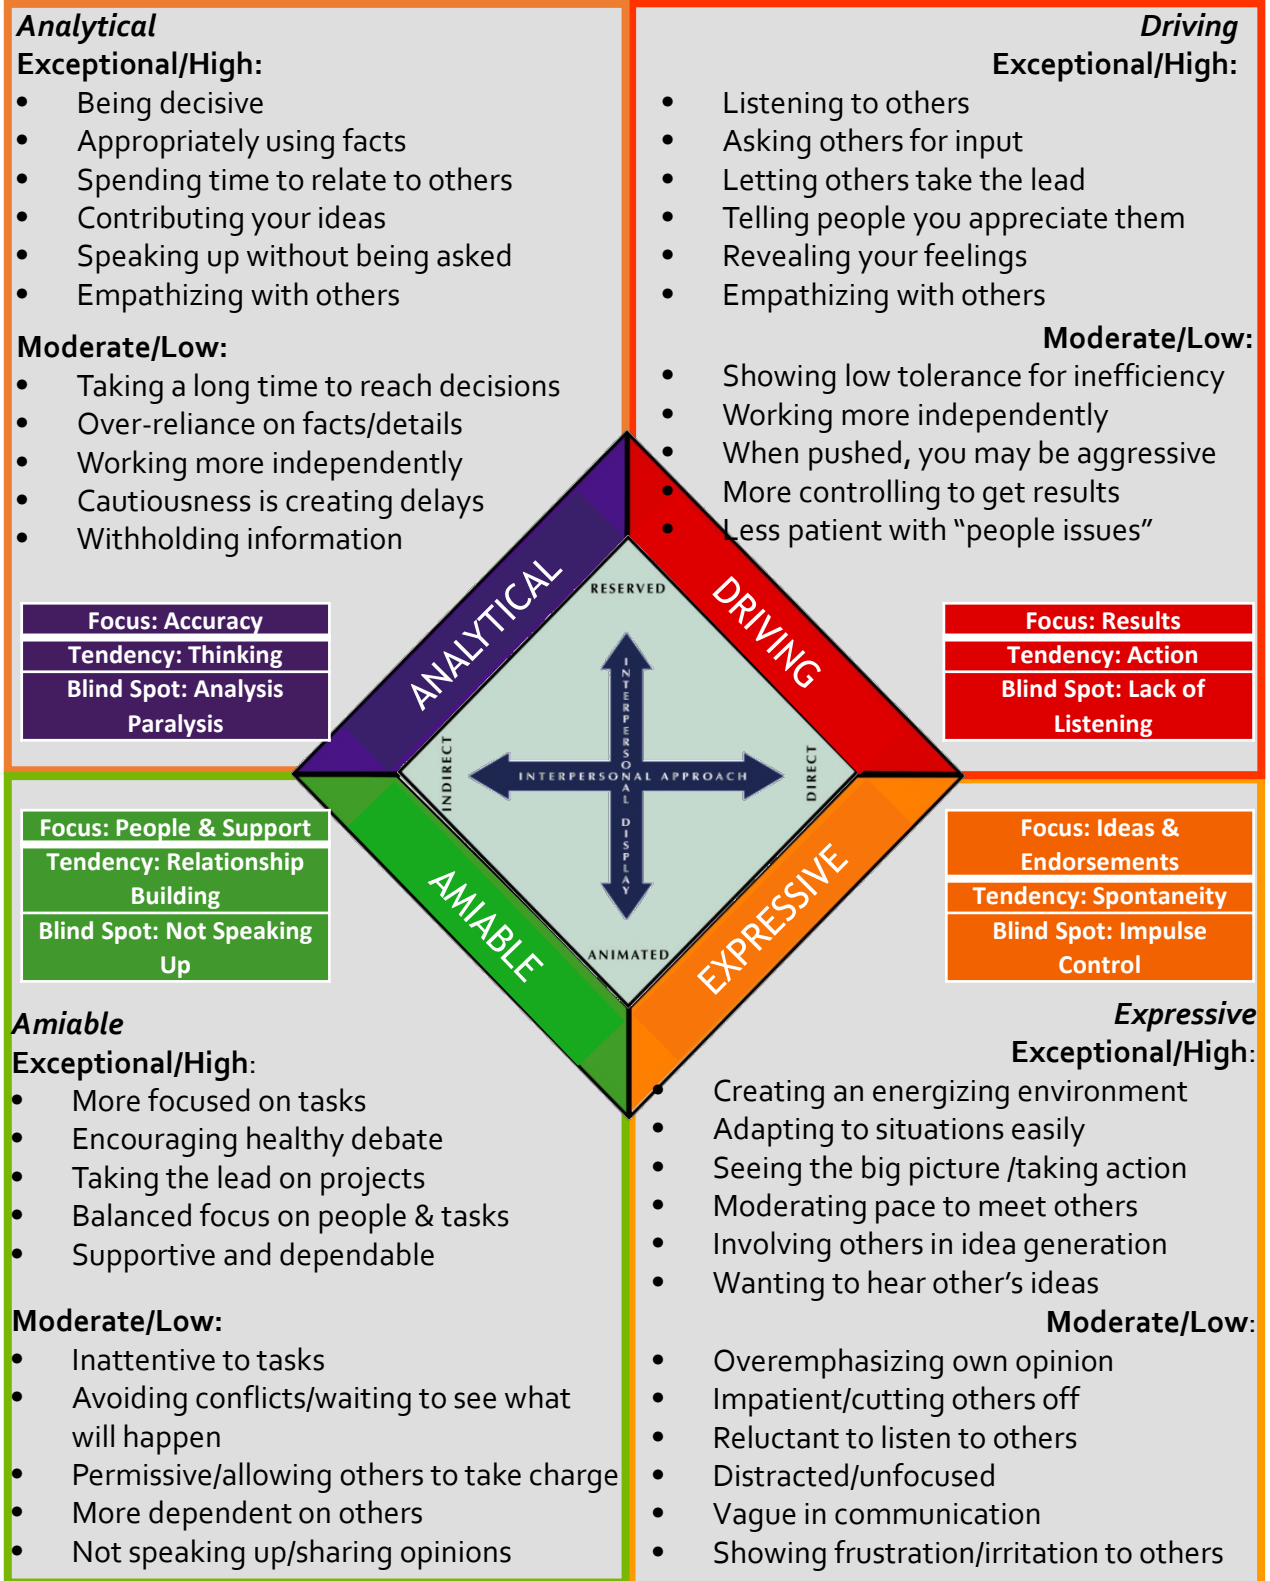 Analytical
Exceptional/High:
• Being decisive
• Appropriately using facts
• Spending time to relate to others
• Contributing your ideas
• Speaking up without being asked
• Empathizing with others
Moderate/Low:
• Taking a long time to reach decisions
• Over-reliance on facts/details
• Working more independently
• Cautiousness is creating delays
• Withholding information
Focus: Accuracy
Tendency: Thinking
Blind Spot: Analysis
Paralysis
Driving
Exceptional/High:
• Listening to others
• Asking others for input
• Letting others take the lead
• Telling people you appreciate them
• Revealing your feelings
• Empathizing with others
Moderate/Low:
• Showing low tolerance for inefficiency
• Working more independently
• When pushed, you may be aggressive
• More controlling to get results
• Less patient with “people issues”
Focus: Results
Tendency: Action
Blind Spot: Lack of
Listening
ANALYTICAL
DRIVING
RESERVED
INTERPERSONAL DISPLAY
INDIRECT
INTERPERSONAL APPROACH
DIRECT
ANIMATED
AMIABLE
EXPRESSIVE
Focus: People & Support
Tendency: Relationship
Building
Blind Spot: Not Speaking
Up
Amiable
Exceptional/High:
• More focused on tasks
• Encouraging healthy debate
• Taking the lead on projects
• Balanced focus on people & tasks
• Supportive and dependable
Moderate/Low:
• Inattentive to tasks
• Avoiding conflicts/waiting to see what
will happen
• Permissive/allowing others to take charge
• More dependent on others
• Not speaking up/sharing opinions
Focus: Ideas &
Endorsements
Tendency: Spontaneity
Blind Spot: Impulse
Control
Expressive
Exceptional/High:
• Creating an energizing environment
• Adapting to situations easily
• Seeing the big picture /taking action
• Moderating pace to meet others
• Involving others in idea generation
• Wanting to hear other’s ideas
Moderate/Low:
• Overemphasizing own opinion
• Impatient/cutting others off
• Reluctant to listen to others
• Distracted/unfocused
• Vague in communication
• Showing frustration/irritation to others